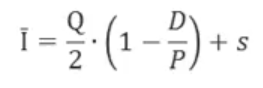 Ī = Q/2 · (1 − D/P) + s